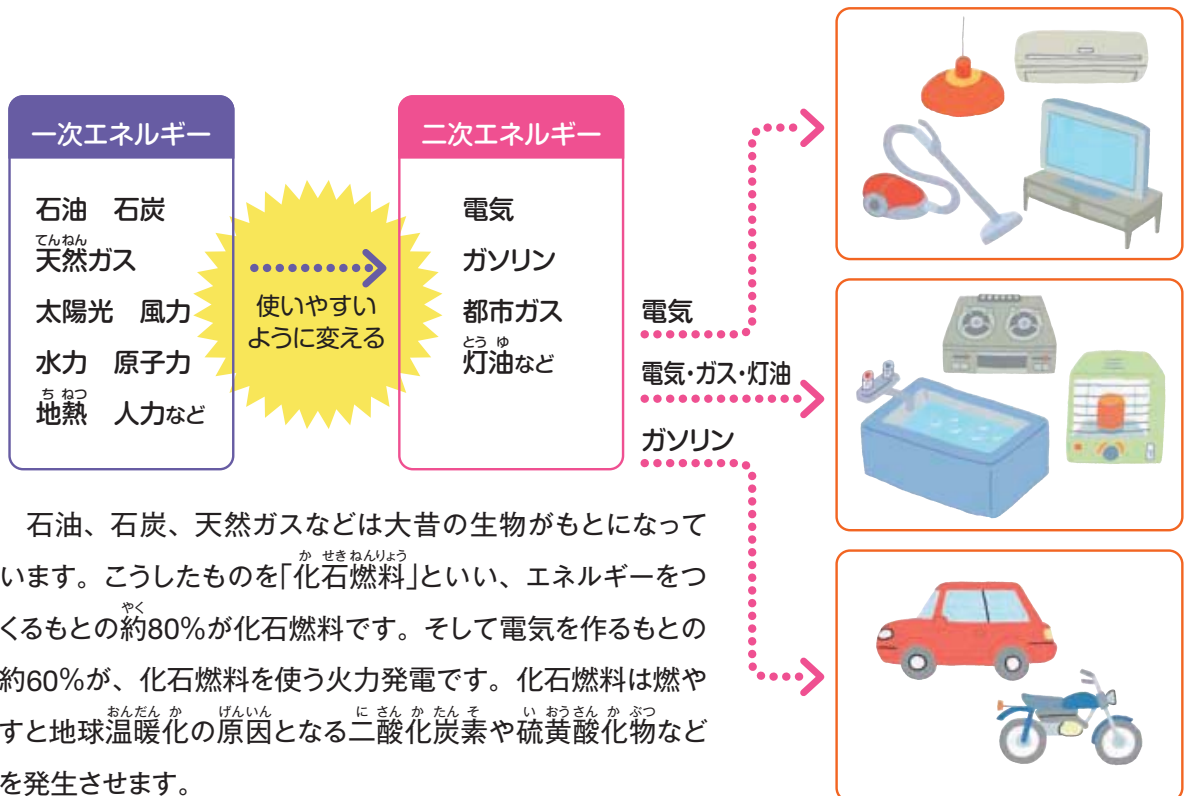 一次エネルギー
石油　石炭
てんねん
天然ガス
太陽光　風力
水力　原子力
ち ねつ
地熱　人力など
使いやすい
ように変える
二次エネルギー
電気
ガソリン
都市ガス
とう ゆ
灯油など
電気
電気・ガス・灯油
ガソリン
石油、石炭、天然ガスなどは大昔の生物がもとになって
か せきねんりょう
います。こうしたものを「化石燃料」といい、エネルギーをつ
やく
くるもとの約80％が化石燃料です。そして電気を作るもとの
約60％が、化石燃料を使う火力発電です。化石燃料は燃や
おんだん か　げんいん　に さん か たん そ　い おうさん か ぶつ
すと地球温暖化の原因となる二酸化炭素や硫黄酸化物など
を発生させます。